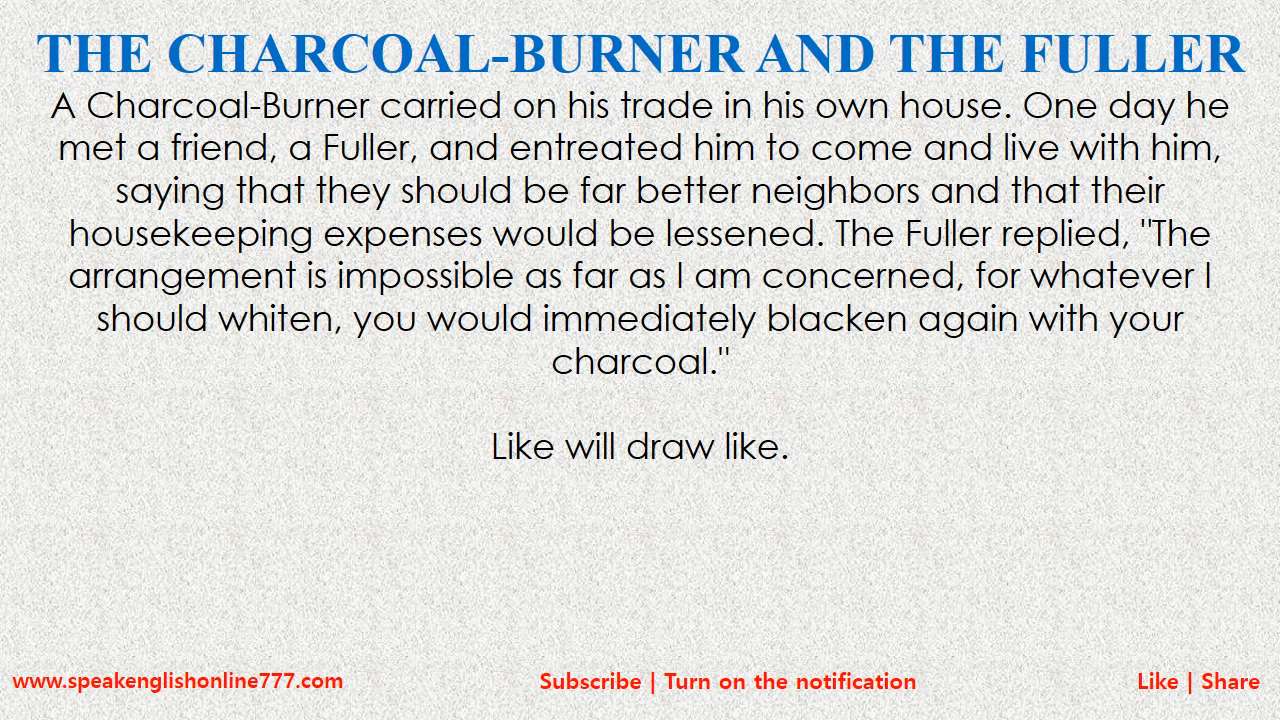 THE CHARCOAL-BURNER AND THE FULLER
A Charcoal-Burner carried on his trade in his own house. One day he
met a friend, a Fuller, and entreated him to come and live with him,
saying that they should be far better neighbors and that their
housekeeping expenses would be lessened. The Fuller replied, "The
arrangement is impossible as far as I am concerned, for whatever I
should whiten, you would immediately blacken again with your
charcoal."
Like will draw like.
www.speakenglishonline777.com
Subscribe | Turn on the notification
Like | Share